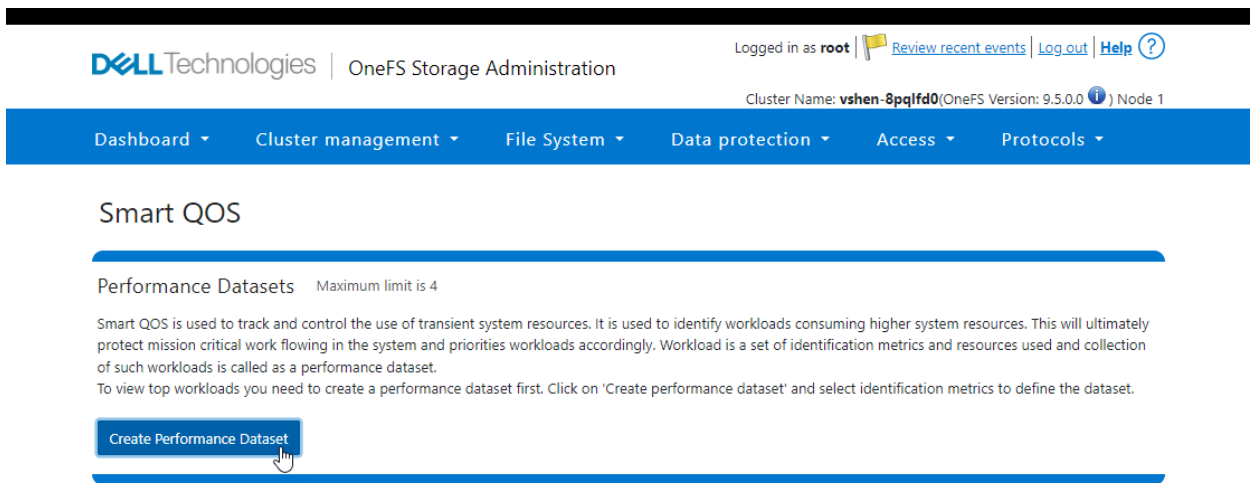 Logged in as root | Review recent events | Log out | Help ?
DELL Technologies | OneFS Storage Administration
Cluster Name: vshen-8pqlfd0(OneFS Version: 9.5.0.0 i ) Node 1
Dashboard Cluster management File System Data protection Access Protocols
Smart QOS
Performance Datasets Maximum limit is 4
Smart QOS is used to track and control the use of transient system resources. It is used to identify workloads consuming higher system resources. This will ultimately
protect mission critical work flowing in the system and priorities workloads accordingly. Workload is a set of identification metrics and resources used and collection
of such workloads is called as a performance dataset.
To view top workloads you need to create a performance dataset first. Click on 'Create performance dataset' and select identification metrics to define the dataset.
Create Performance Dataset